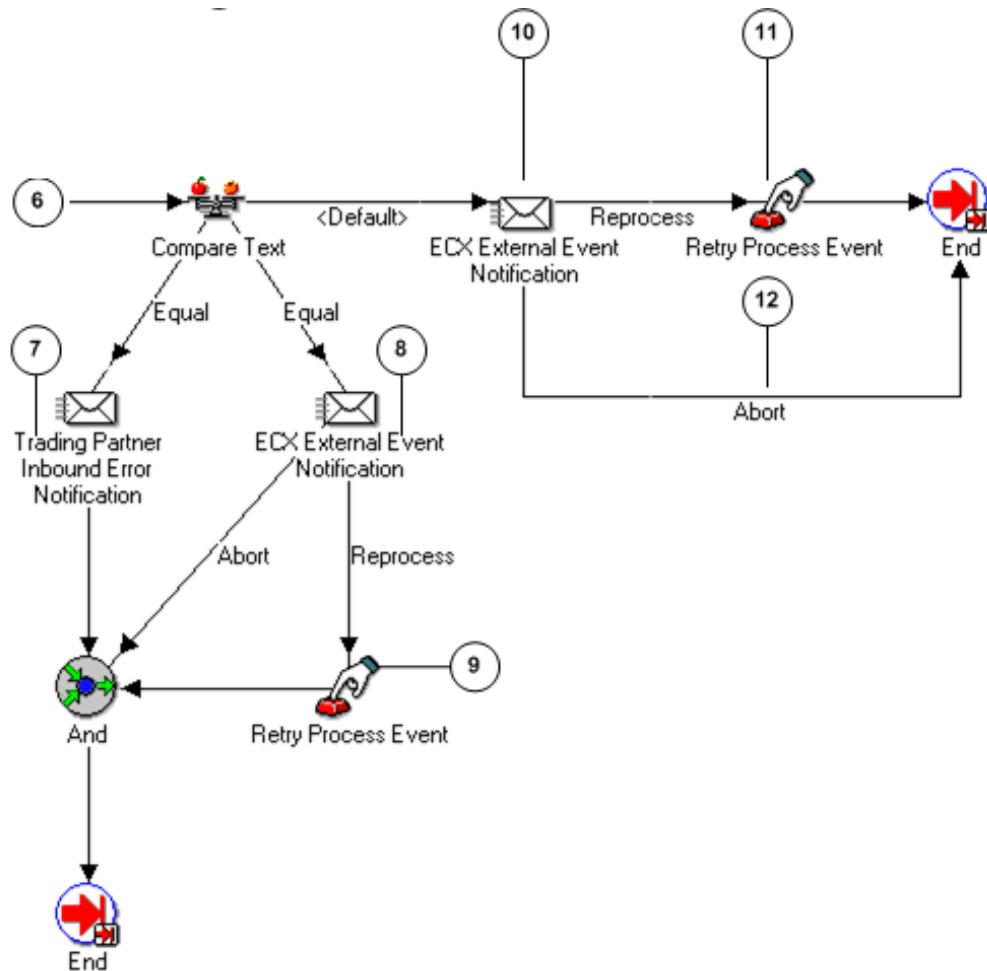 10
11
6
<Default>
Reprocess
Compare Text
ECX External Event
Notification
Retry Process Event
End
12
Equal
Equal
7
8
Abort
Trading Partner
Inbound Error
Notification
ECX External Event
Notification
Abort
Reprocess
9
And
Retry Process Event
End